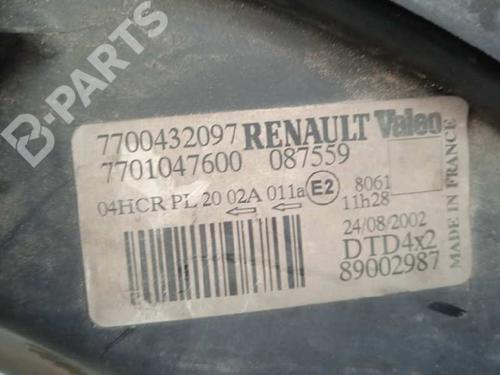 B-PARTS
7700432097 RENAULT Valeo
7701047600 087559
04HCR PL 20 02A 011a E2 8061
11h28
24/08/2002
DTD4x2
89002987
MADE IN FRANCE